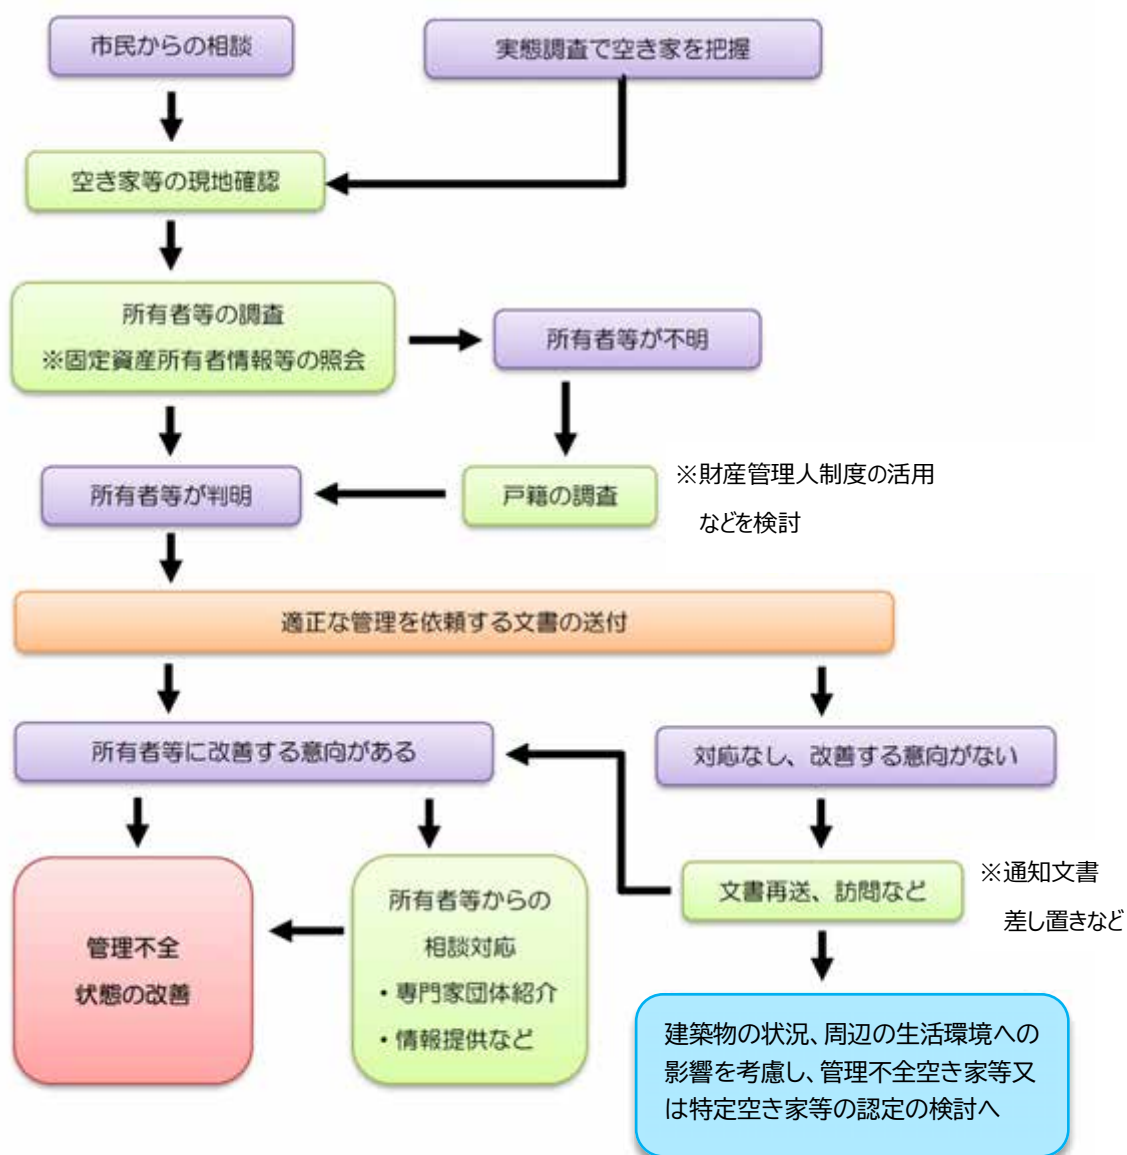 市民からの相談
実態調査で空き家を把握
空き家等の現地確認
所有者等の調査
※固定資産所有者情報等の照会
所有者等が不明
所有者等が判明
戸籍の調査
※財産管理人制度の活用
などを検討
適正な管理を依頼する文書の送付
所有者等に改善する意向がある
対応なし、改善する意向がない
管理不全
状態の改善
所有者等からの
相談対応
・専門家団体紹介
・情報提供など
文書再送、訪問など
※通知文書
差し置きなど
建築物の状況、周辺の生活環境への
影響を考慮し、管理不全空き家等又
は特定空き家等の認定の検討へ